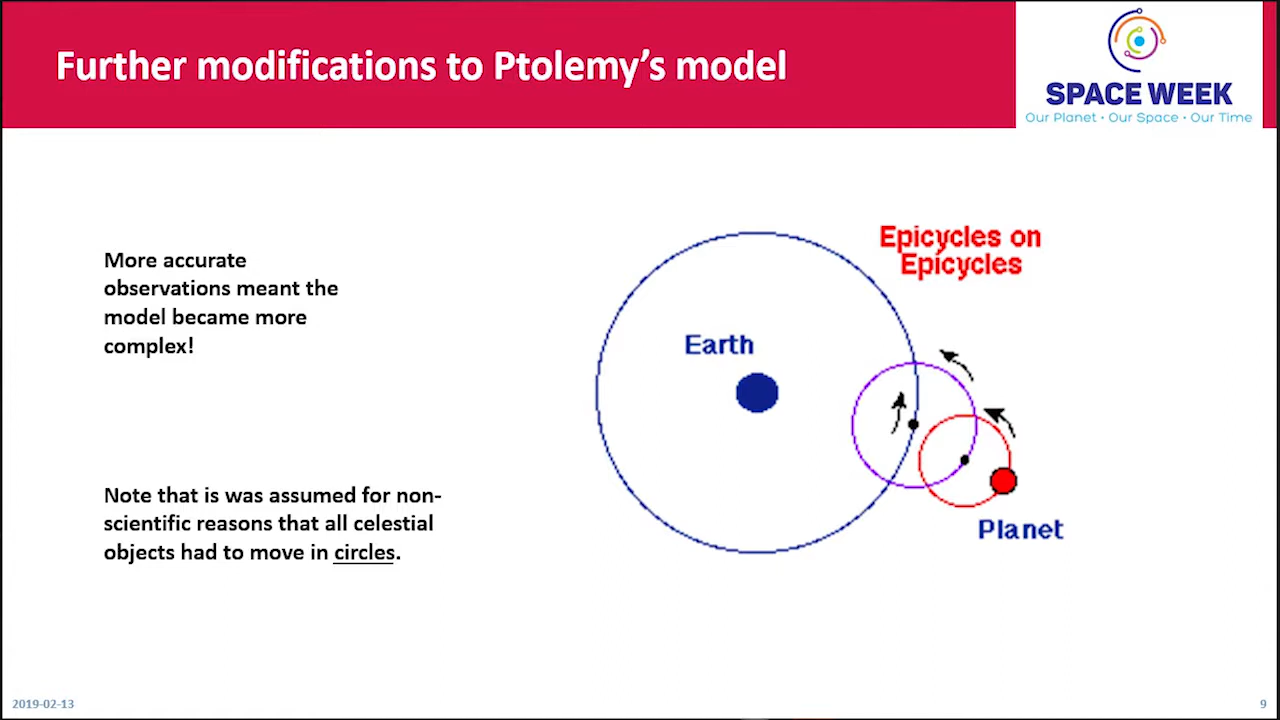 Further modifications to Ptolemy's model
SPACE WEEK
Our Planet · Our Space · Our Time
More accurate
observations meant the
model became more
complex!
Note that is was assumed for non-
scientific reasons that all celestial
objects had to move in circles.
Epicycles on
Epicycles
Earth
Planet
2019-02-13
9